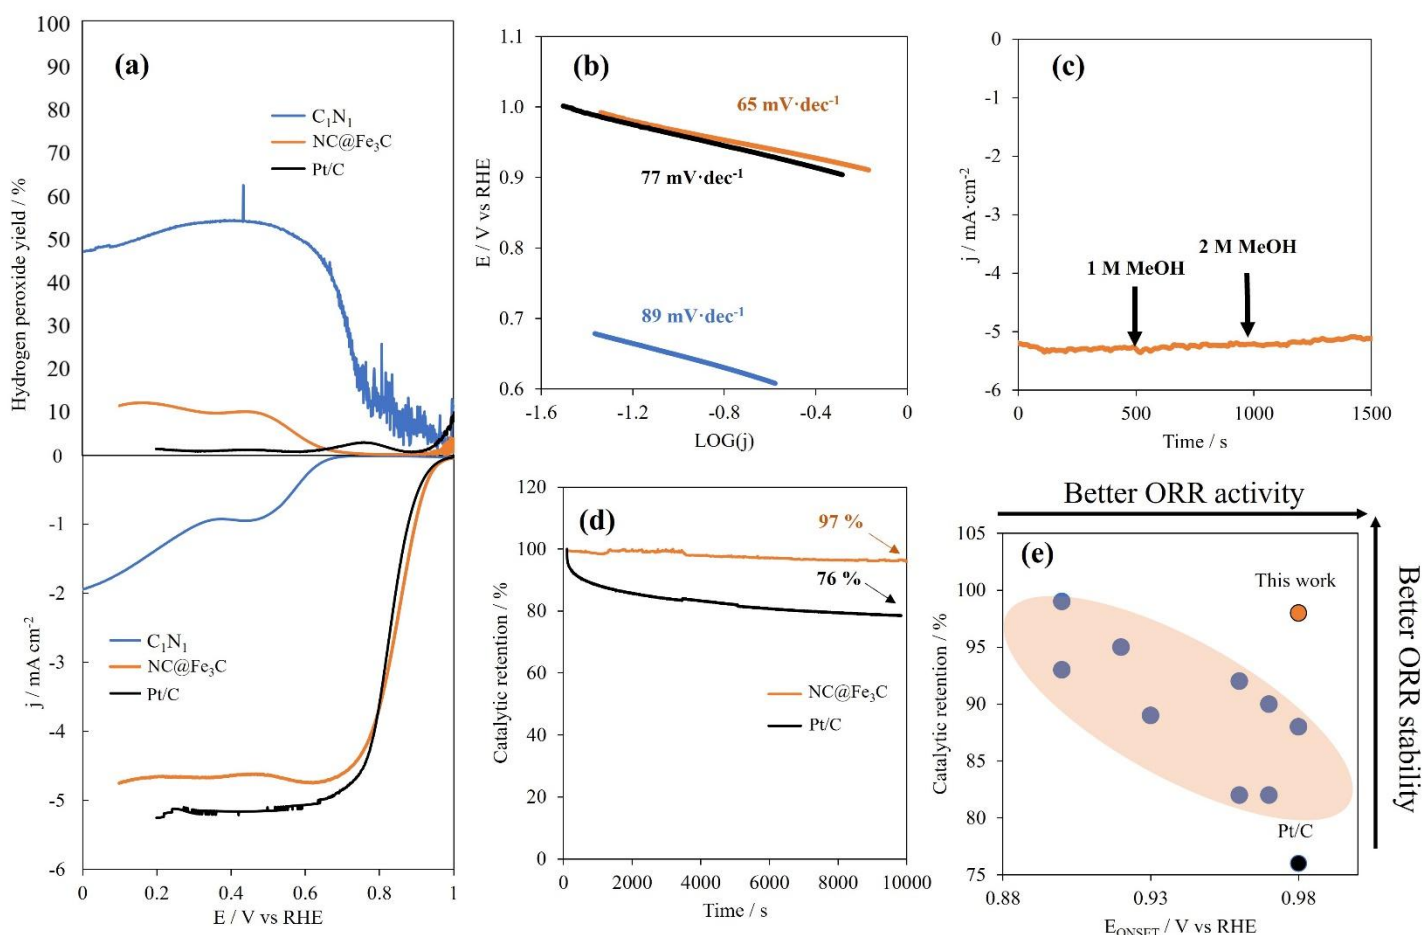 (a)
Hydrogen peroxide yield / %
100
90
80
70
60
50
40
30
20
10
0
C₁N₁
NC@Fe₃C
Pt/C
j / mA cm⁻²
-1
-2
-3
-4
-5
-6
C₁N₁
NC@Fe₃C
Pt/C
0 0.2 0.4 0.6 0.8 1
E / V vs RHE
(b)
E / V vs RHE
1.1
1.0
0.9
0.8
0.7
0.6
65 mV·dec⁻¹
77 mV·dec⁻¹
89 mV·dec⁻¹
-1.6 -1.2 -0.8 -0.4 0
LOG(j)
(c)
j / mA·cm⁻²
0
-1
-2
-3
-4
-5
-6
1 M MeOH
2 M MeOH
0 500 1000 1500
Time / s
(d)
Catalytic retention / %
120
100
80
60
40
20
0
97 %
76 %
NC@Fe₃C
Pt/C
0 2000 4000 6000 8000 10000
Time / s
Better ORR activity
Better ORR stability
(e)
Catalytic retention / %
105
100
95
90
85
80
75
This work
Pt/C
0.88 0.93 0.98
E_ONSET / V vs RHE